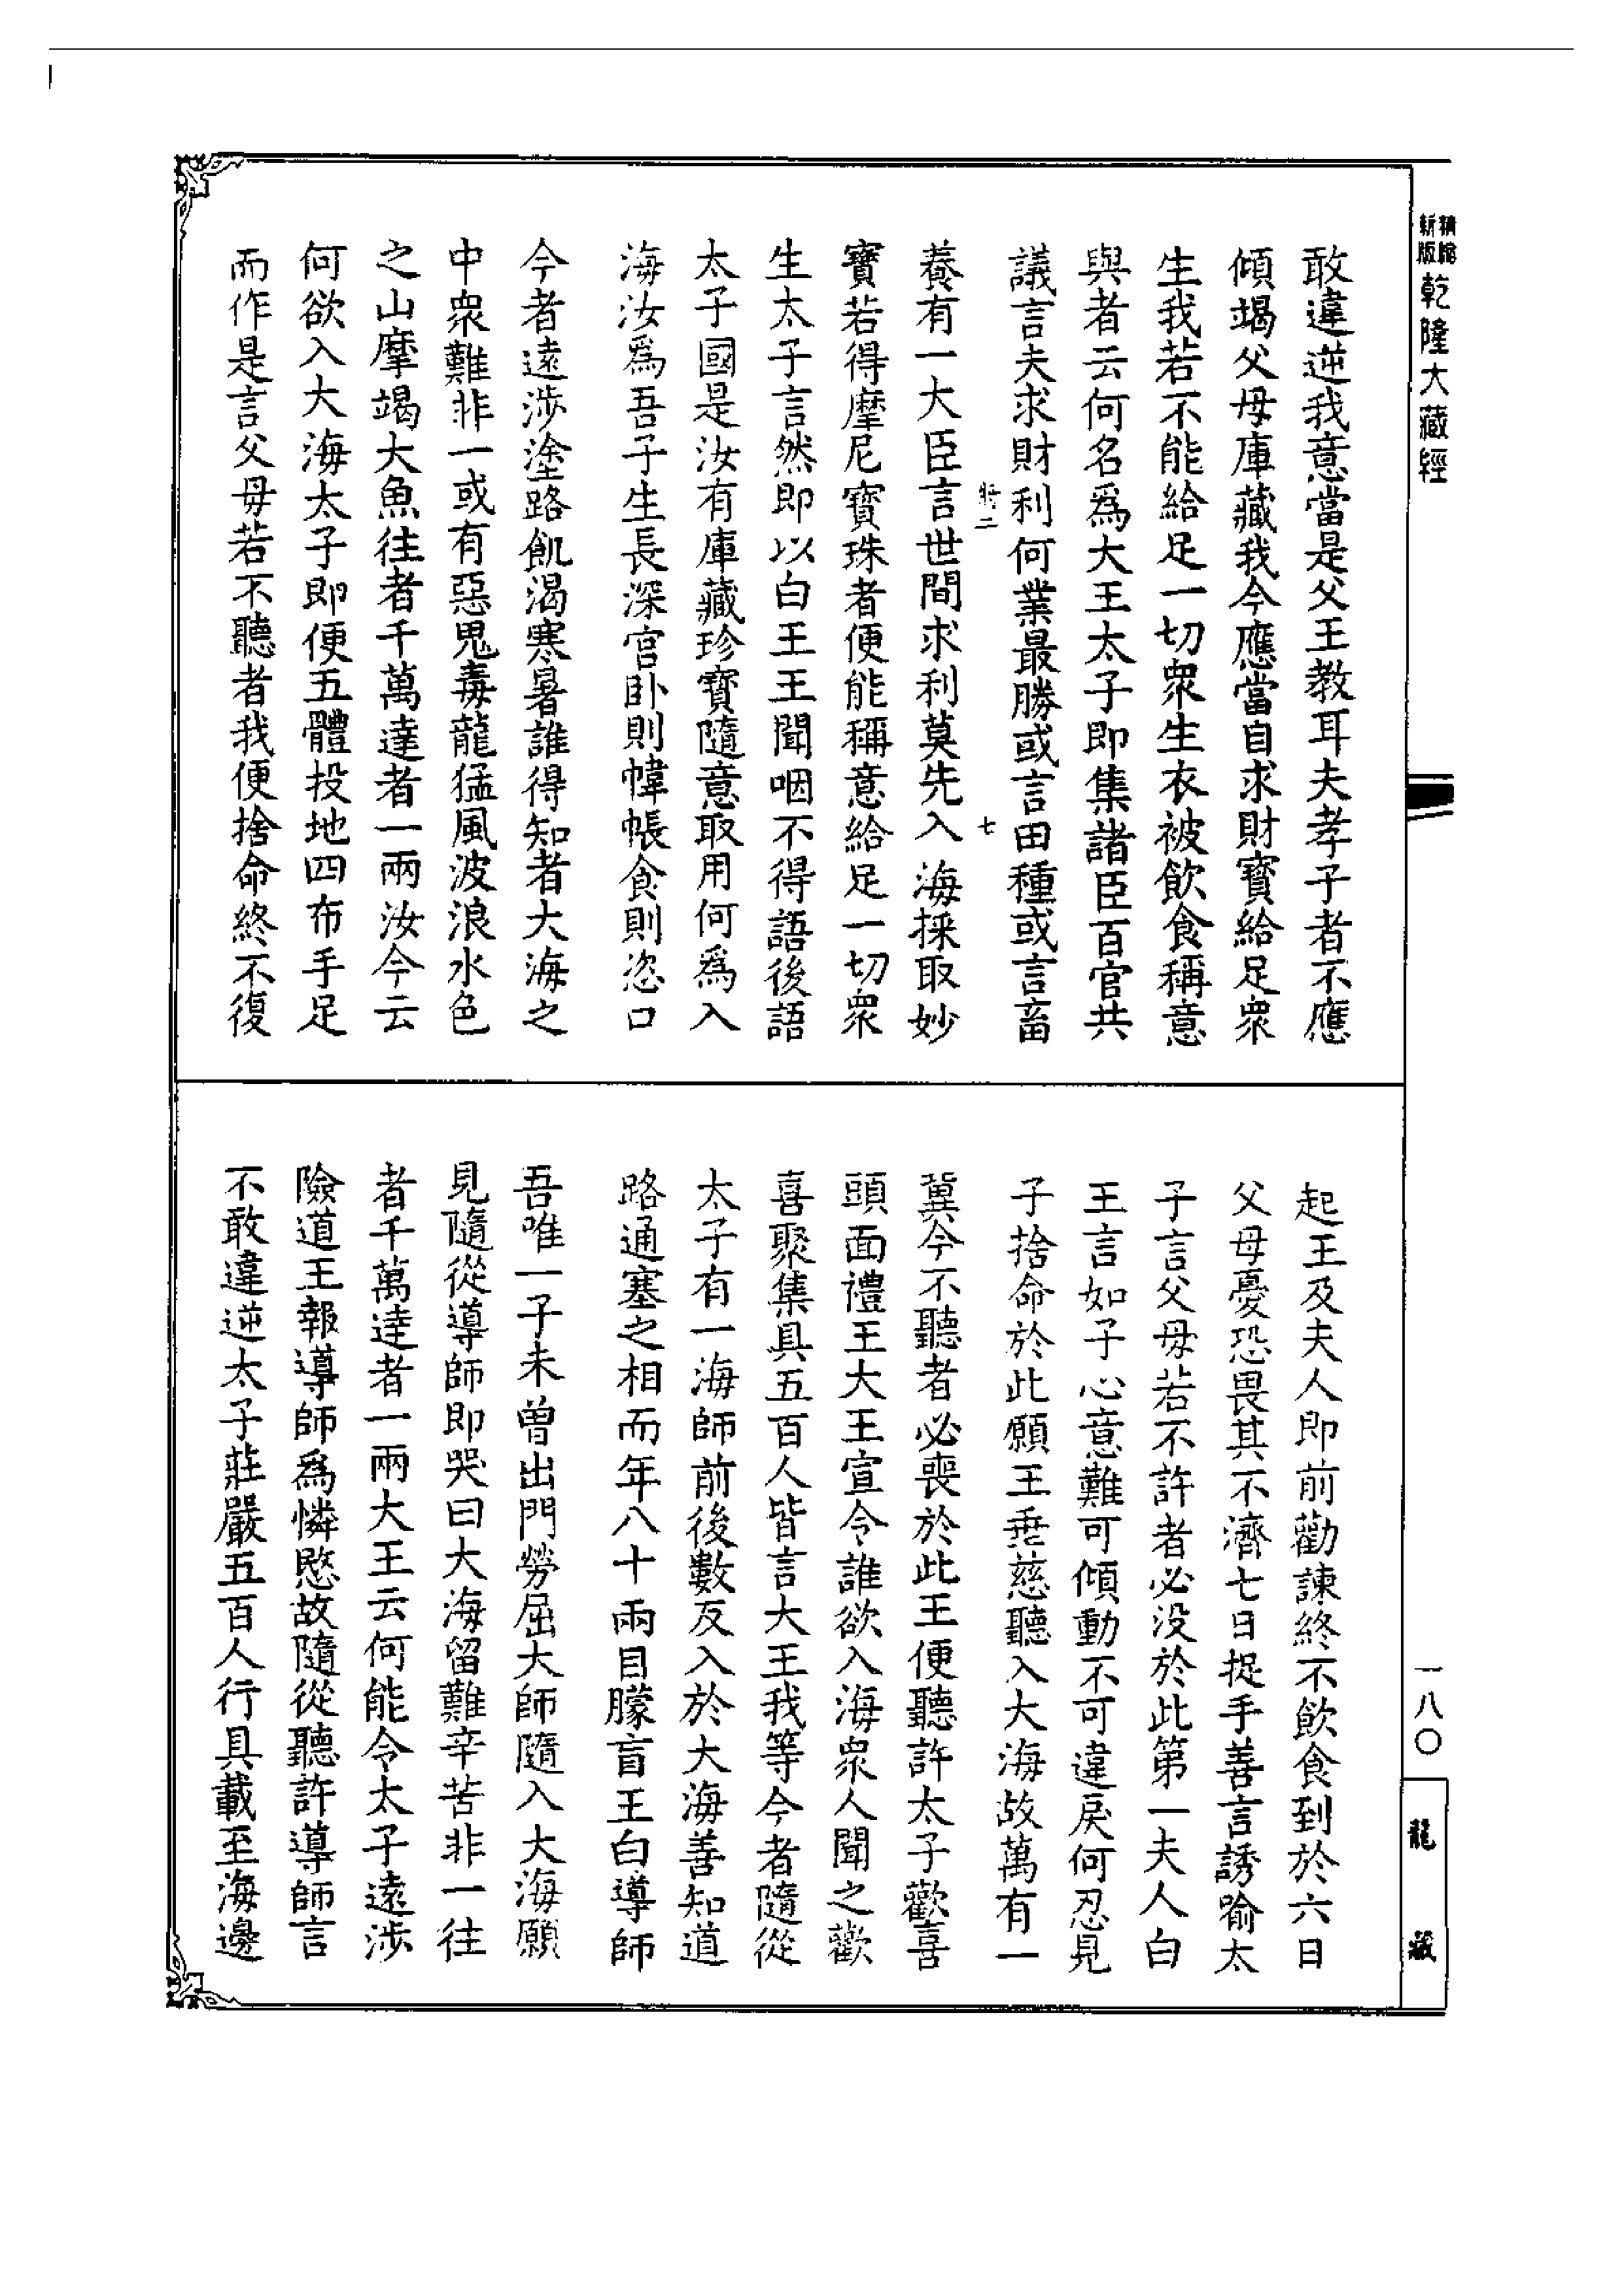 精縮
新版
乾隆大藏經
敢違逆我意當是父王教耳夫孝子者不應
傾竭父母庫藏我今應當自求財寶給足衆
生我若不能給足一切衆生衣被飲食稱意
與者云何名爲大王太子即集諸臣百官共
議言夫求財利何業最勝或言田種或言畜
二 七
養有一大臣言世間求利莫先入海採取妙
寶若得摩尼寶珠者便能稱意給足一切衆
生太子言然即以白王王聞咽不得語後語
太子國是汝有庫藏珍寶隨意取用何爲入
海汝爲吾子生長深宮卧則幃帳食則恣口
今者遠涉塗路飢渴寒暑誰得知者大海之
中衆難非一或有惡鬼毒龍猛風波浪水色
之山摩竭大魚往者千萬達者一兩汝今云
何欲入大海太子即便五體投地四布手足
而作是言父母若不聽者我便捨命終不復
起王及夫人即前勸諫終不飲食到於六日
父母憂恐畏其不濟七日捉手善言誘喻太
子言父母若不許者必没於此第一夫人白
王言如子心意難可傾動不可違戾何忍見
子捨命於此願王垂慈聽入大海故萬有一
冀今不聽者必喪於此王便聽許太子歡喜
頭面禮王大王宣令誰欲入海衆人聞之歡
喜聚集具五百人皆言大王我等今者隨從
太子有一海師前後數反入於大海善知道
路通塞之相而年八十兩目矇盲王白導師
吾唯一子未曾出門勞屈大師隨入大海願
見隨從導師即哭曰大海留難辛苦非一往
者千萬達者一兩大王云何能令太子遠涉
險道王報導師爲憐愍故隨從聽許導師言
不敢違逆太子莊嚴五百人行具載至海邊
一八〇
龍藏